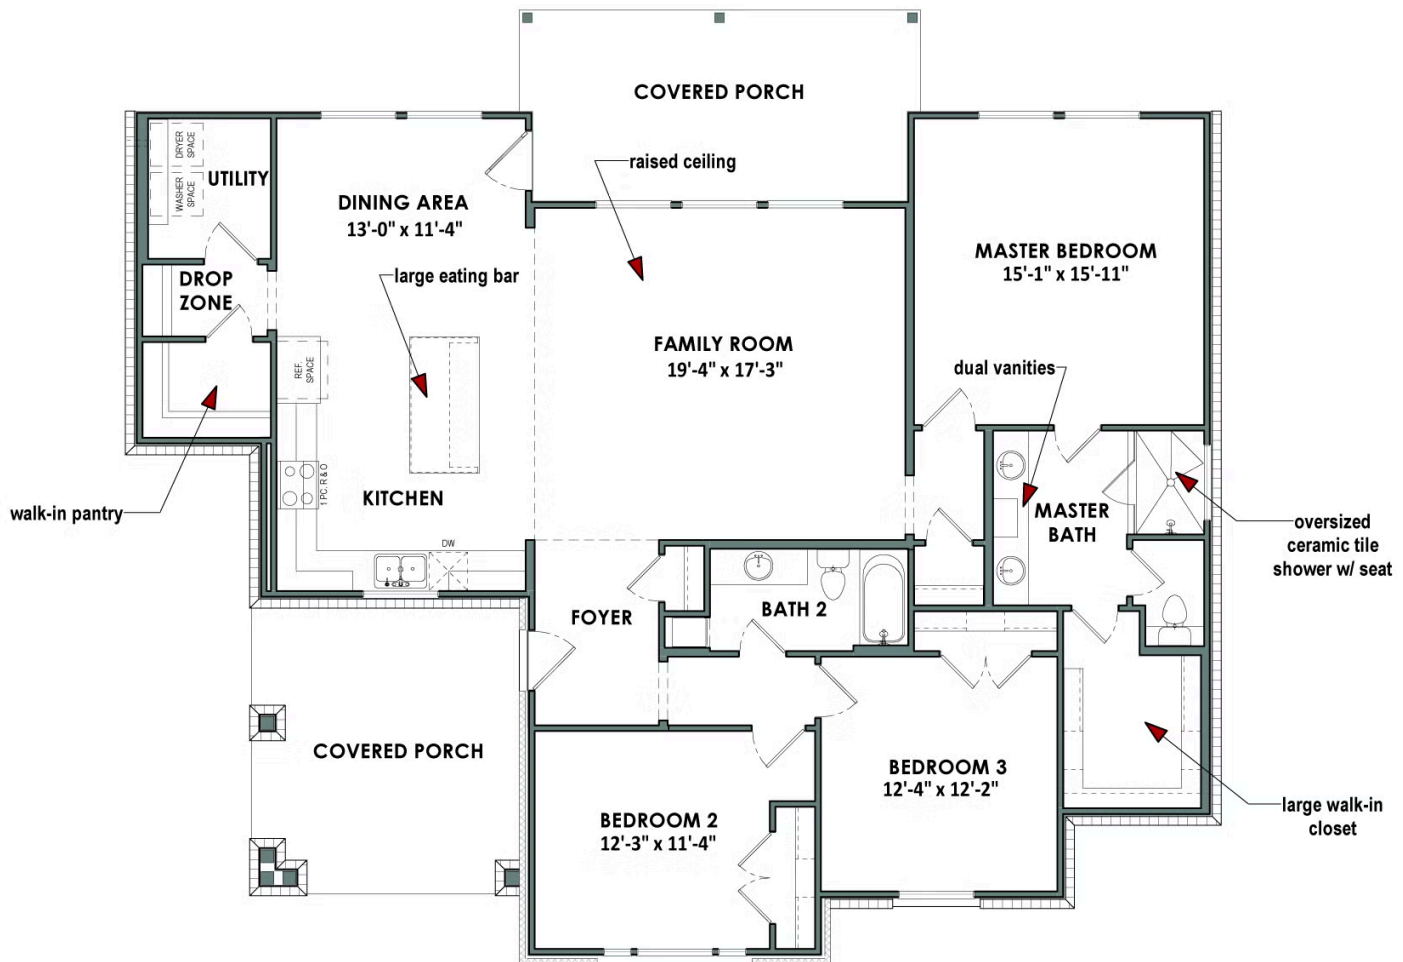 COVERED PORCH
raised ceiling
DRYER
SPACE
WASHER
SPACE
UTILITY
DINING AREA
13'-0" x 11'-4"
MASTER BEDROOM
15'-1" x 15'-11"
DROP
ZONE
large eating bar
FAMILY ROOM
19'-4" x 17'-3"
REF.
SPACE
dual vanities
1 PC. R & O
KITCHEN
walk-in pantry
MASTER
BATH
oversized
ceramic tile
shower w/ seat
DW
FOYER
BATH 2
COVERED PORCH
BEDROOM 3
12'-4" x 12'-2"
BEDROOM 2
12'-3" x 11'-4"
large walk-in
closet